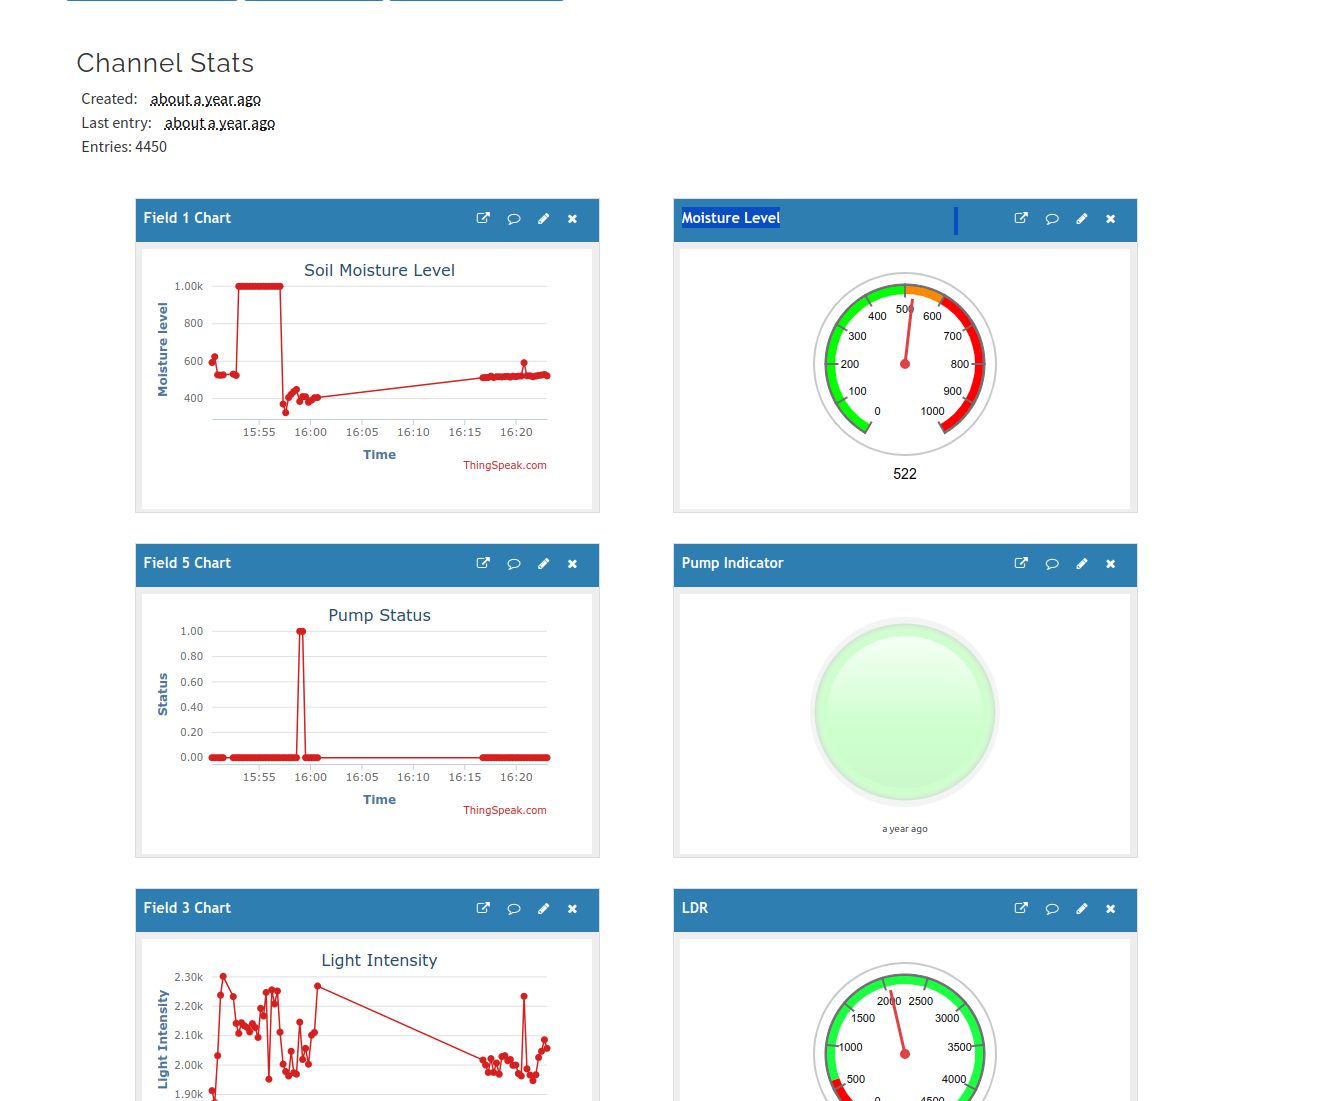 Channel Stats
Created: about a year ago
Last entry: about a year ago
Entries: 4450
Field 1 Chart
Soil Moisture Level
1.00k
800
600
400
Moisture level
15:55 16:00 16:05 16:10 16:15 16:20
Time
ThingSpeak.com
Moisture Level
0
100
200
300
400
500
600
700
800
900
1000
522
Field 5 Chart
Pump Status
1.00
0.80
0.60
0.40
0.20
0.00
Status
15:55 16:00 16:05 16:10 16:15 16:20
Time
ThingSpeak.com
Pump Indicator
a year ago
Field 3 Chart
Light Intensity
2.30k
2.20k
2.10k
2.00k
1.90k
Light Intensity
LDR
0
500
1000
1500
2000
2500
3000
3500
4000
4500